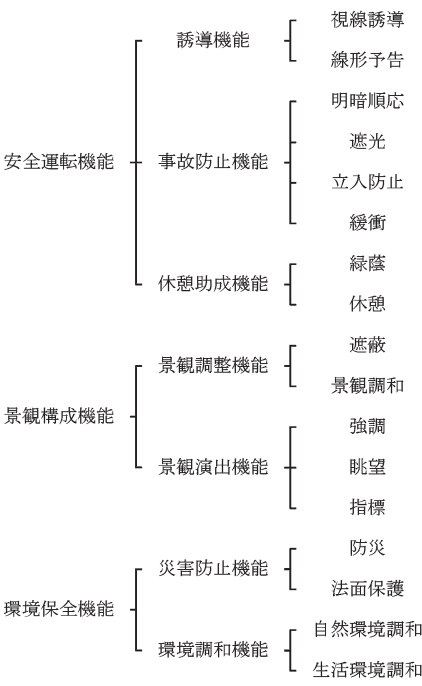 安全運転機能
誘導機能
視線誘導
線形予告
事故防止機能
明暗順応
遮光
立入防止
緩衝
休憩助成機能
緑蔭
休憩
景観構成機能
景観調整機能
遮蔽
景観調和
景観演出機能
強調
眺望
指標
環境保全機能
災害防止機能
防災
法面保護
環境調和機能
自然環境調和
生活環境調和